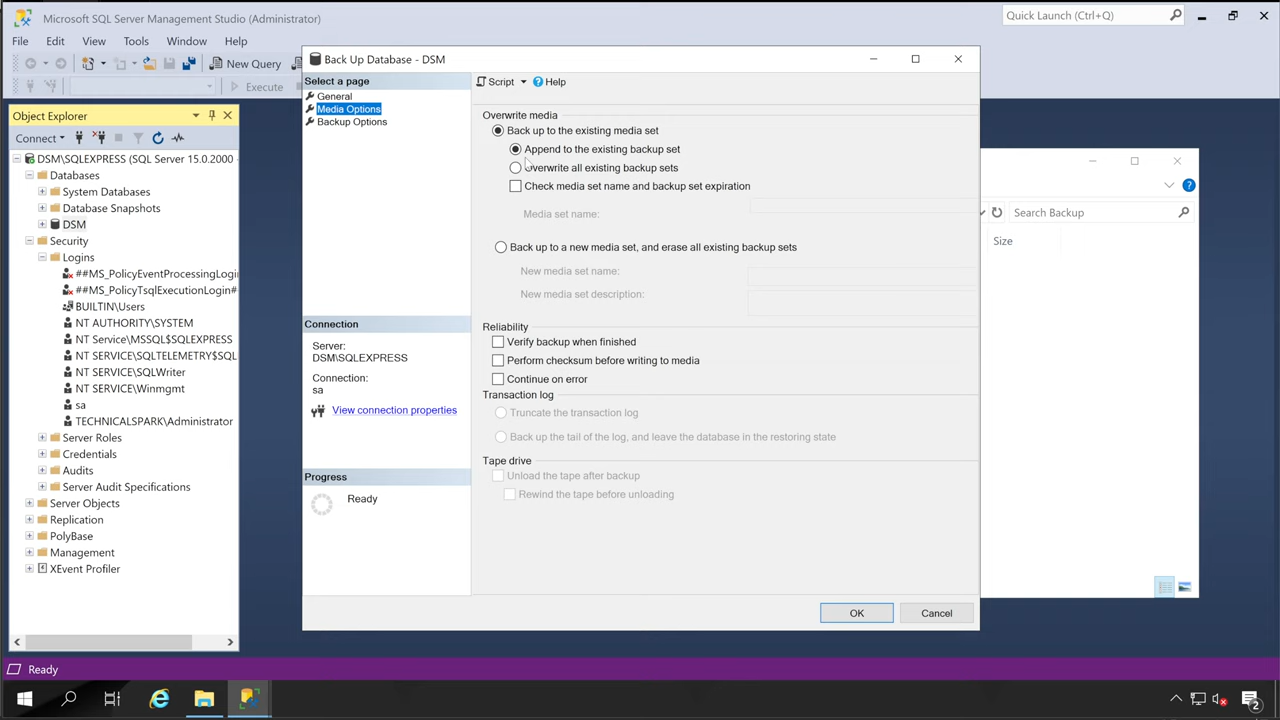 Microsoft SQL Server Management Studio (Administrator)
Quick Launch (Ctrl+Q)
File Edit View Tools Window Help
New Query
Execute
Object Explorer
Connect
DSM\SQLEXPRESS (SQL Server 15.0.2000
Databases
System Databases
Database Snapshots
DSM
Security
Logins
##MS_PolicyEventProcessingLogi
##MS_PolicyTsqlExecutionLogin#
BUILTIN\Users
NT AUTHORITY\SYSTEM
NT Service\MSSQL$SQLEXPRESS
NT SERVICE\SQLTELEMETRY$SQL
NT SERVICE\SQLWriter
NT SERVICE\Winmgmt
sa
TECHNICALSPARK\Administrator
Server Roles
Credentials
Audits
Server Audit Specifications
Server Objects
Replication
PolyBase
Management
XEvent Profiler
Back Up Database - DSM
Select a page
General
Media Options
Backup Options
Connection
Server:
DSM\SQLEXPRESS
Connection:
sa
View connection properties
Progress
Ready
Script Help
Overwrite media
Back up to the existing media set
Append to the existing backup set
Overwrite all existing backup sets
Check media set name and backup set expiration
Media set name:
Back up to a new media set, and erase all existing backup sets
New media set name:
New media set description:
Reliability
Verify backup when finished
Perform checksum before writing to media
Continue on error
Transaction log
Truncate the transaction log
Back up the tail of the log, and leave the database in the restoring state
Tape drive
Unload the tape after backup
Rewind the tape before unloading
OK Cancel
Search Backup
Size
Ready
2